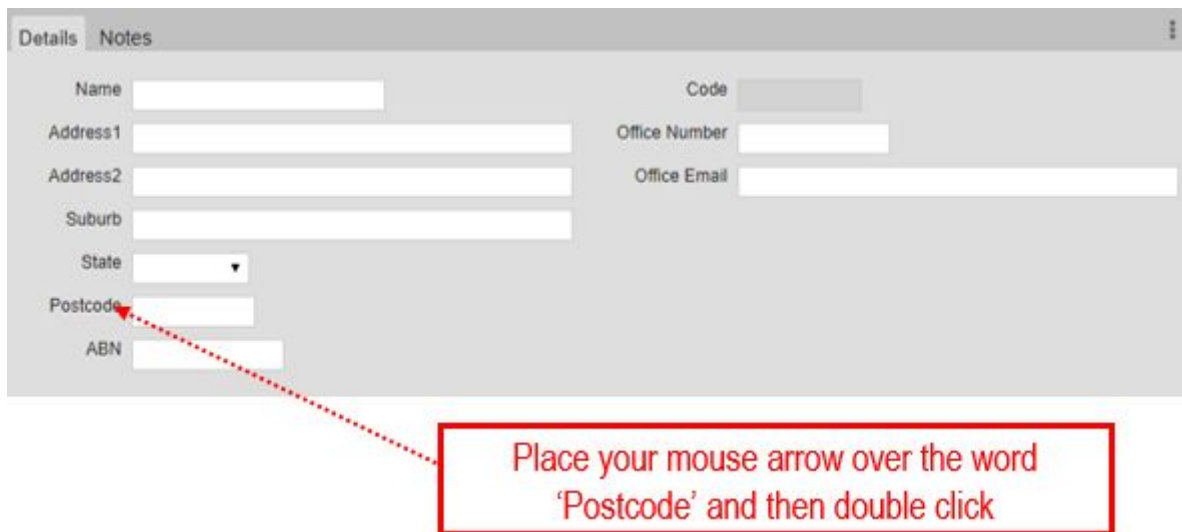 Details Notes
Name
Code
Address1
Office Number
Address2
Office Email
Suburb
State
Postcode
ABN
Place your mouse arrow over the word
‘Postcode’ and then double click